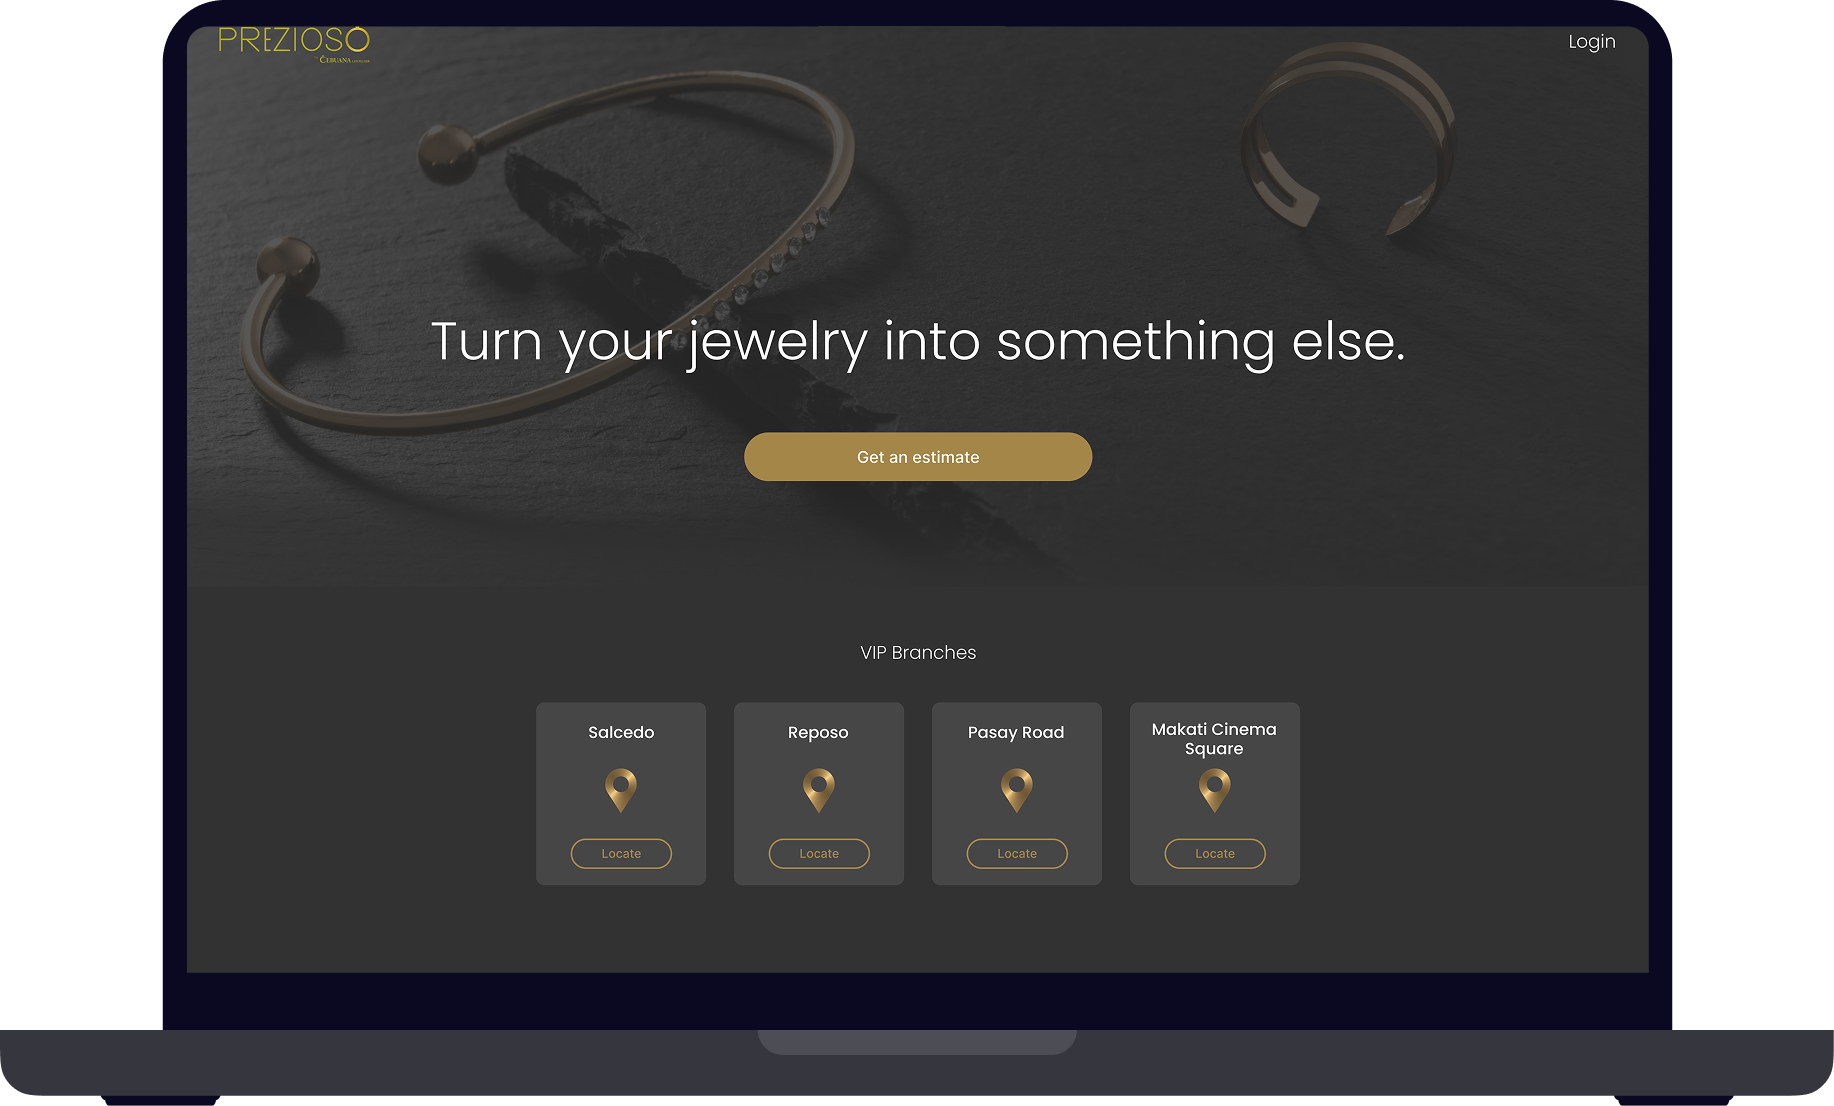 PREZIOSO
Login
CEBUANA LHUILLIER
Turn your jewelry into something else.
Get an estimate
VIP Branches
Salcedo
Reposo
Pasay Road
Makati Cinema
Square
Locate
Locate
Locate
Locate